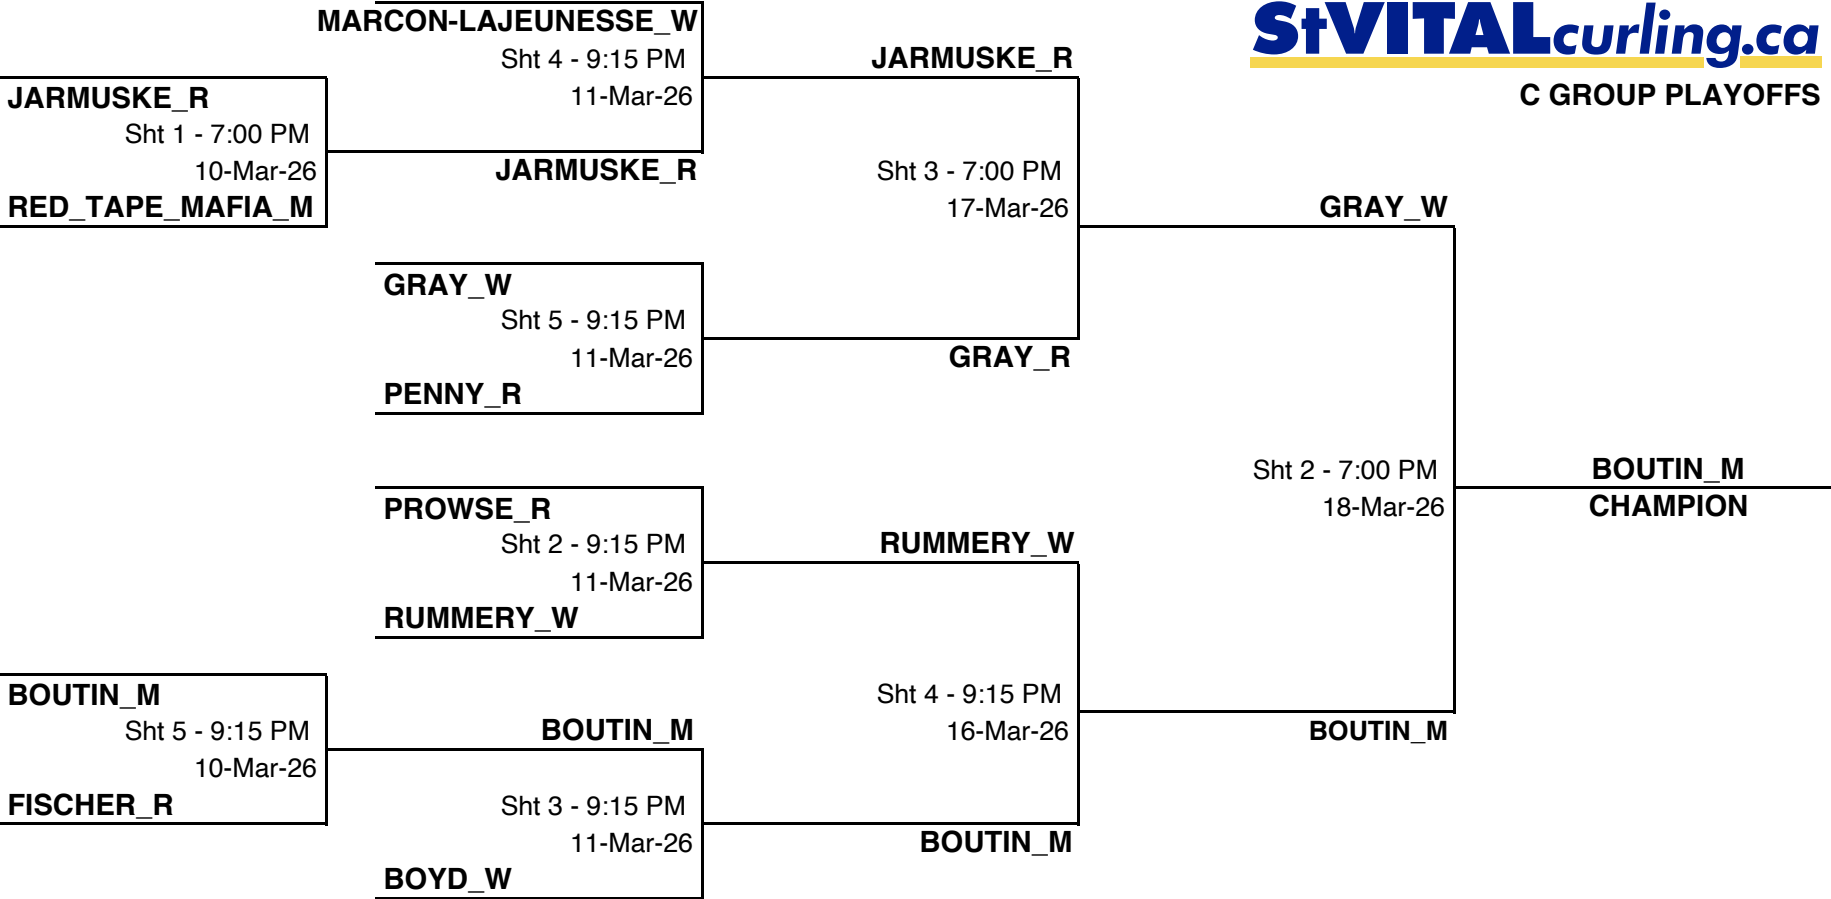 StVITALcurling.ca
C GROUP PLAYOFFS
JARMUSKE_R
Sht 1 - 7:00 PM
10-Mar-26
RED_TAPE_MAFIA_M
BOUTIN_M
Sht 5 - 9:15 PM
10-Mar-26
FISCHER_R
MARCON-LAJEUNESSE_W
Sht 4 - 9:15 PM
11-Mar-26
JARMUSKE_R
GRAY_W
Sht 5 - 9:15 PM
11-Mar-26
PENNY_R
PROWSE_R
Sht 2 - 9:15 PM
11-Mar-26
RUMMERY_W
BOUTIN_M
Sht 3 - 9:15 PM
11-Mar-26
BOYD_W
JARMUSKE_R
Sht 3 - 7:00 PM
17-Mar-26
GRAY_R
RUMMERY_W
Sht 4 - 9:15 PM
16-Mar-26
BOUTIN_M
GRAY_W
Sht 2 - 7:00 PM
18-Mar-26
BOUTIN_M
BOUTIN_M
CHAMPION